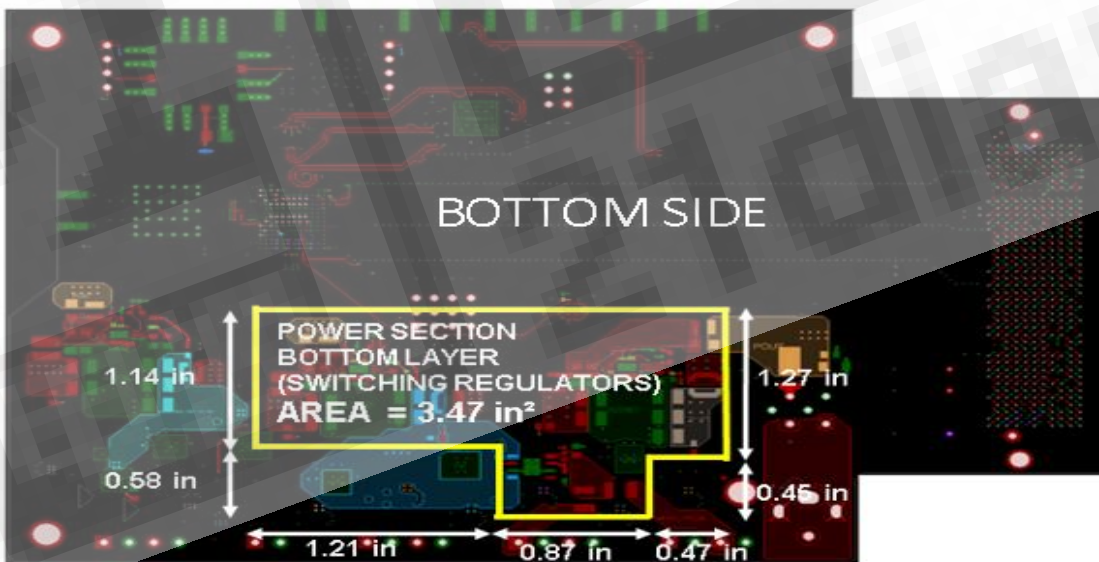 BOTTOM SIDE
POWER SECTION
BOTTOM LAYER
(SWITCHING REGULATORS)
AREA = 3.47 in²
1.14 in
1.27 in
0.58 in
0.45 in
1.21 in
0.87 in
0.47 in